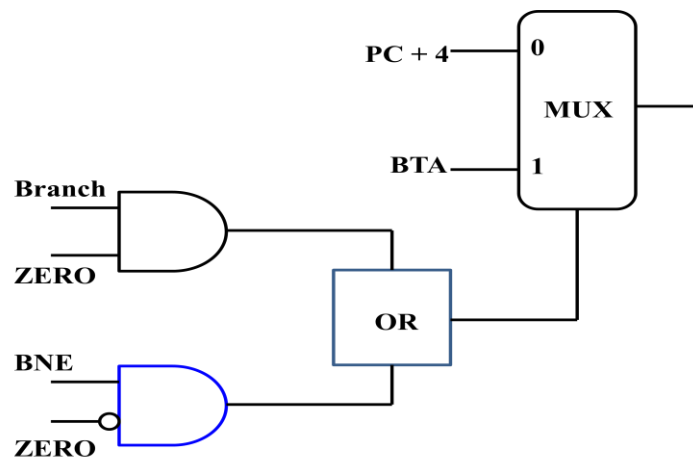 PC + 4
0
MUX
BTA
1
Branch
ZERO
OR
BNE
ZERO